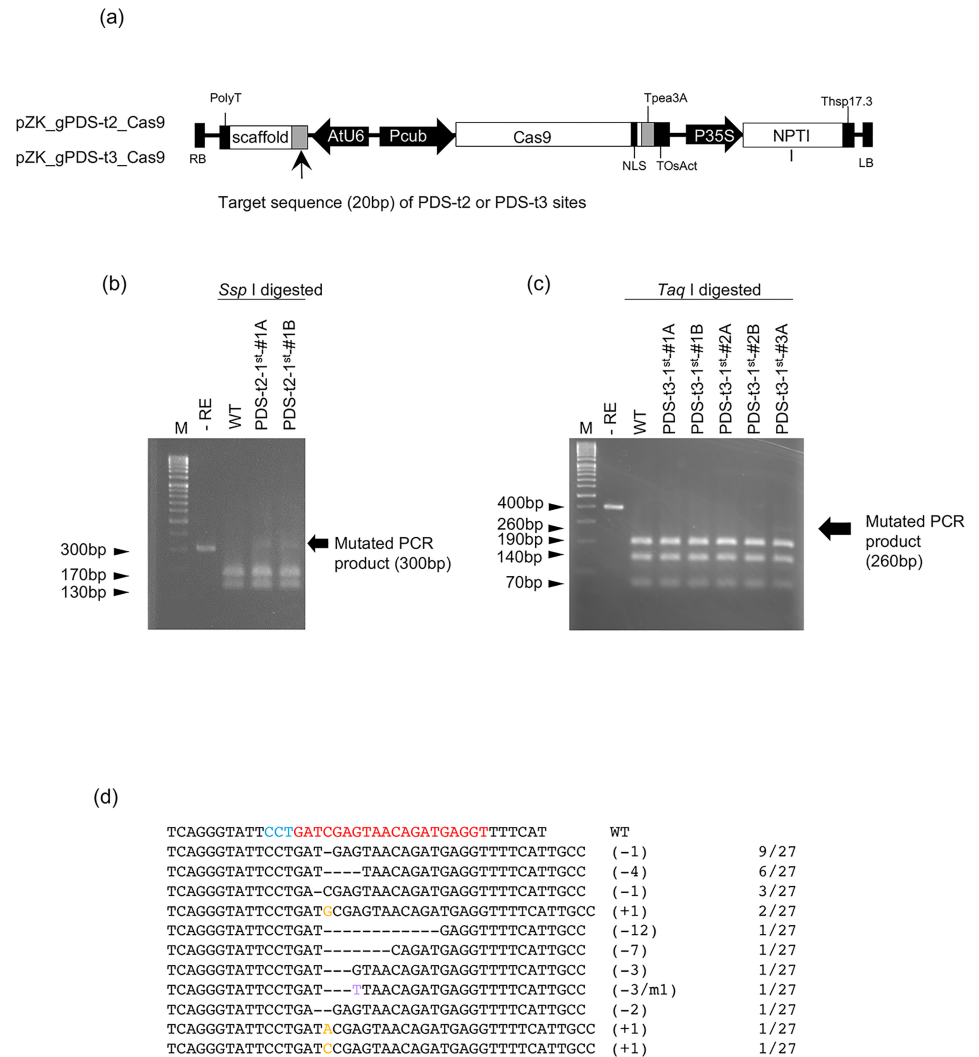 (a)
PolyT
Tpea3A
Thsp17.3
pZK_gPDS-t2_Cas9
pZK_gPDS-t3_Cas9
scaffold
AtU6
Pcub
Cas9
P35S
NPTI
I
RB
NLS
TOsAct
LB
Target sequence (20bp) of PDS-t2 or PDS-t3 sites
(b)
Ssp I digested
M
- RE
WT
PDS-t2-1st-#1A
PDS-t2-1st-#1B
300bp
170bp
130bp
Mutated PCR
product (300bp)
(c)
Taq I digested
M
- RE
WT
PDS-t3-1st-#1A
PDS-t3-1st-#1B
PDS-t3-1st-#2A
PDS-t3-1st-#2B
PDS-t3-1st-#3A
400bp
260bp
190bp
140bp
70bp
Mutated PCR
product
(260bp)
(d)
TCAGGGTATTCCTGATCGAGTAACAGATGAGGTTTTCAT WT
TCAGGGTATTCCTGAT-GAGTAACAGATGAGGTTTTCATTGCC (-1) 9/27
TCAGGGTATTCCTGAT----TAACAGATGAGGTTTTCATTGCC (-4) 6/27
TCAGGGTATTCCTGA-CGAGTAACAGATGAGGTTTTCATTGCC (-1) 3/27
TCAGGGTATTCCTGATGCGAGTAACAGATGAGGTTTTCATTGCC (+1) 2/27
TCAGGGTATTCCTGAT------------GAGGTTTTCATTGCC (-12) 1/27
TCAGGGTATTCCTGAT-------CAGATGAGGTTTTCATTGCC (-7) 1/27
TCAGGGTATTCCTGAT---GTAACAGATGAGGTTTTCATTGCC (-3) 1/27
TCAGGGTATTCCTGAT---TTAACAGATGAGGTTTTCATTGCC (-3/m1) 1/27
TCAGGGTATTCCTGA--GAGTAACAGATGAGGTTTTCATTGCC (-2) 1/27
TCAGGGTATTCCTGATACGAGTAACAGATGAGGTTTTCATTGCC (+1) 1/27
TCAGGGTATTCCTGATCCGAGTAACAGATGAGGTTTTCATTGCC (+1) 1/27